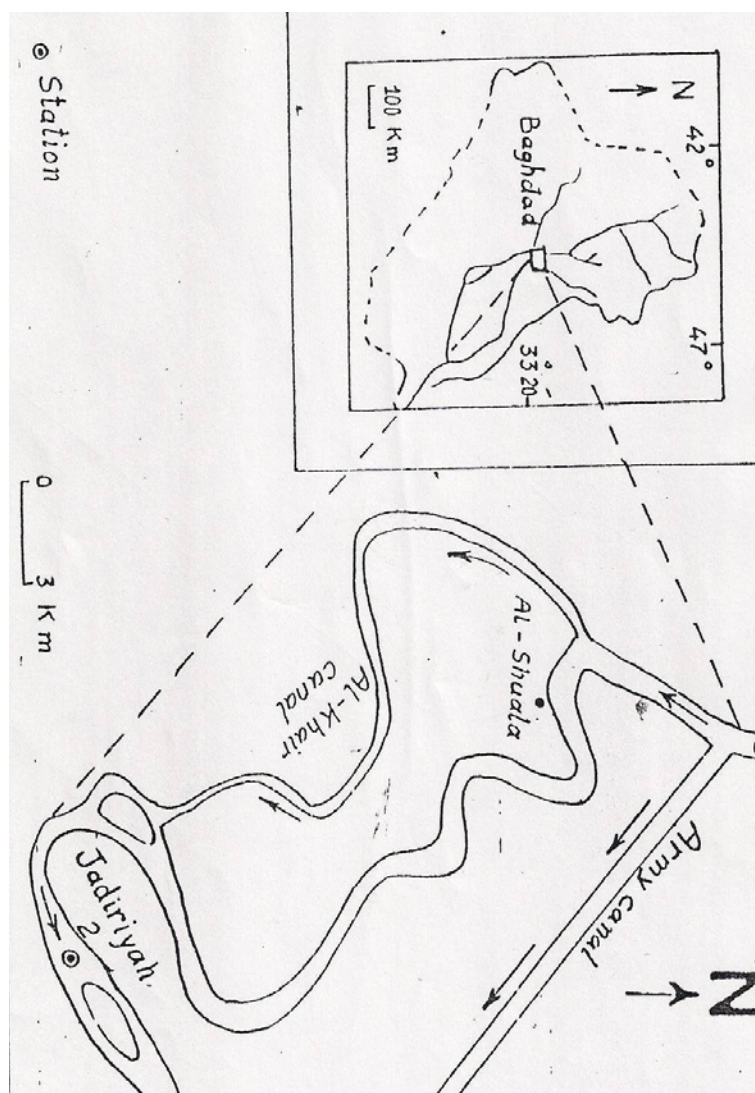 N
42°
47°
33°20
Baghdad
100 Km
Station
0 3 Km
AL-Shuala
Al-Khair
canal
Army canal
Jadiriyah
2
N